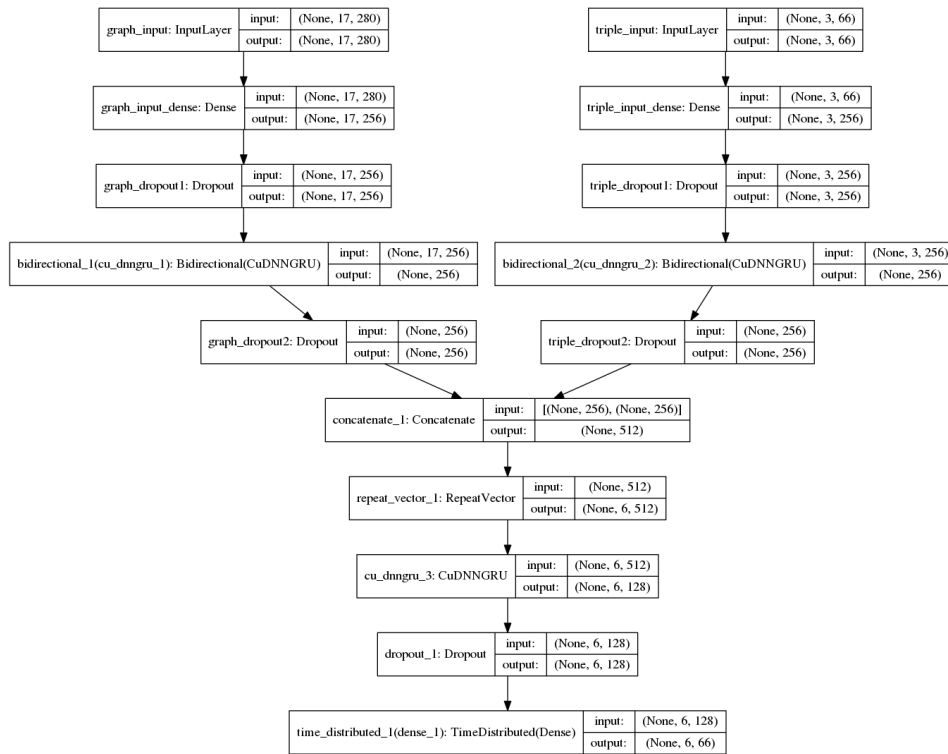 graph_input: InputLayer
input: (None, 17, 280)
output: (None, 17, 280)
triple_input: InputLayer
input: (None, 3, 66)
output: (None, 3, 66)
graph_input_dense: Dense
input: (None, 17, 280)
output: (None, 17, 256)
triple_input_dense: Dense
input: (None, 3, 66)
output: (None, 3, 256)
graph_dropout1: Dropout
input: (None, 17, 256)
output: (None, 17, 256)
triple_dropout1: Dropout
input: (None, 3, 256)
output: (None, 3, 256)
bidirectional_1(cu_dnngru_1): Bidirectional(CuDNNGRU)
input: (None, 17, 256)
output: (None, 256)
bidirectional_2(cu_dnngru_2): Bidirectional(CuDNNGRU)
input: (None, 3, 256)
output: (None, 256)
graph_dropout2: Dropout
input: (None, 256)
output: (None, 256)
triple_dropout2: Dropout
input: (None, 256)
output: (None, 256)
concatenate_1: Concatenate
input: [(None, 256), (None, 256)]
output: (None, 512)
repeat_vector_1: RepeatVector
input: (None, 512)
output: (None, 6, 512)
cu_dnngru_3: CuDNNGRU
input: (None, 6, 512)
output: (None, 6, 128)
dropout_1: Dropout
input: (None, 6, 128)
output: (None, 6, 128)
time_distributed_1(dense_1): TimeDistributed(Dense)
input: (None, 6, 128)
output: (None, 6, 66)